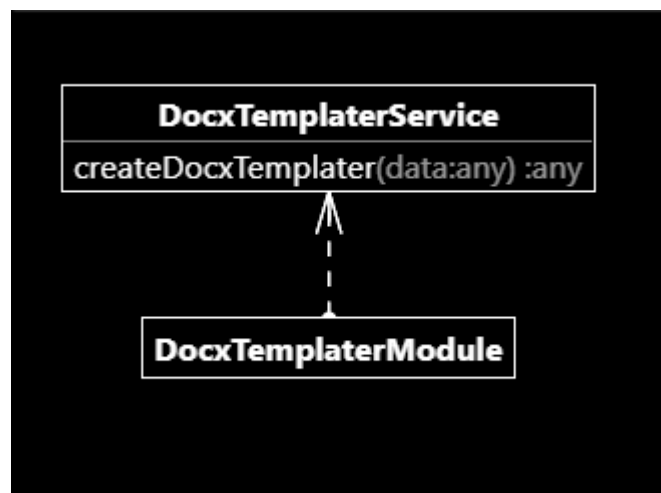 DocxTemplaterService
createDocxTemplater(data:any) :any
DocxTemplaterModule